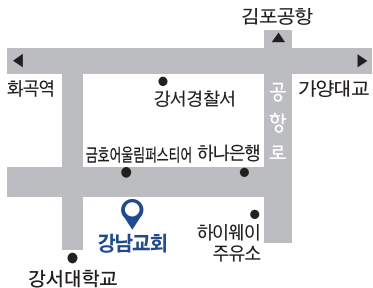 김포공항
화곡역
강서경찰서
가양대교
공항로
금호어울림퍼스티어
하나은행
강남교회
하이웨이
주유소
강서대학교